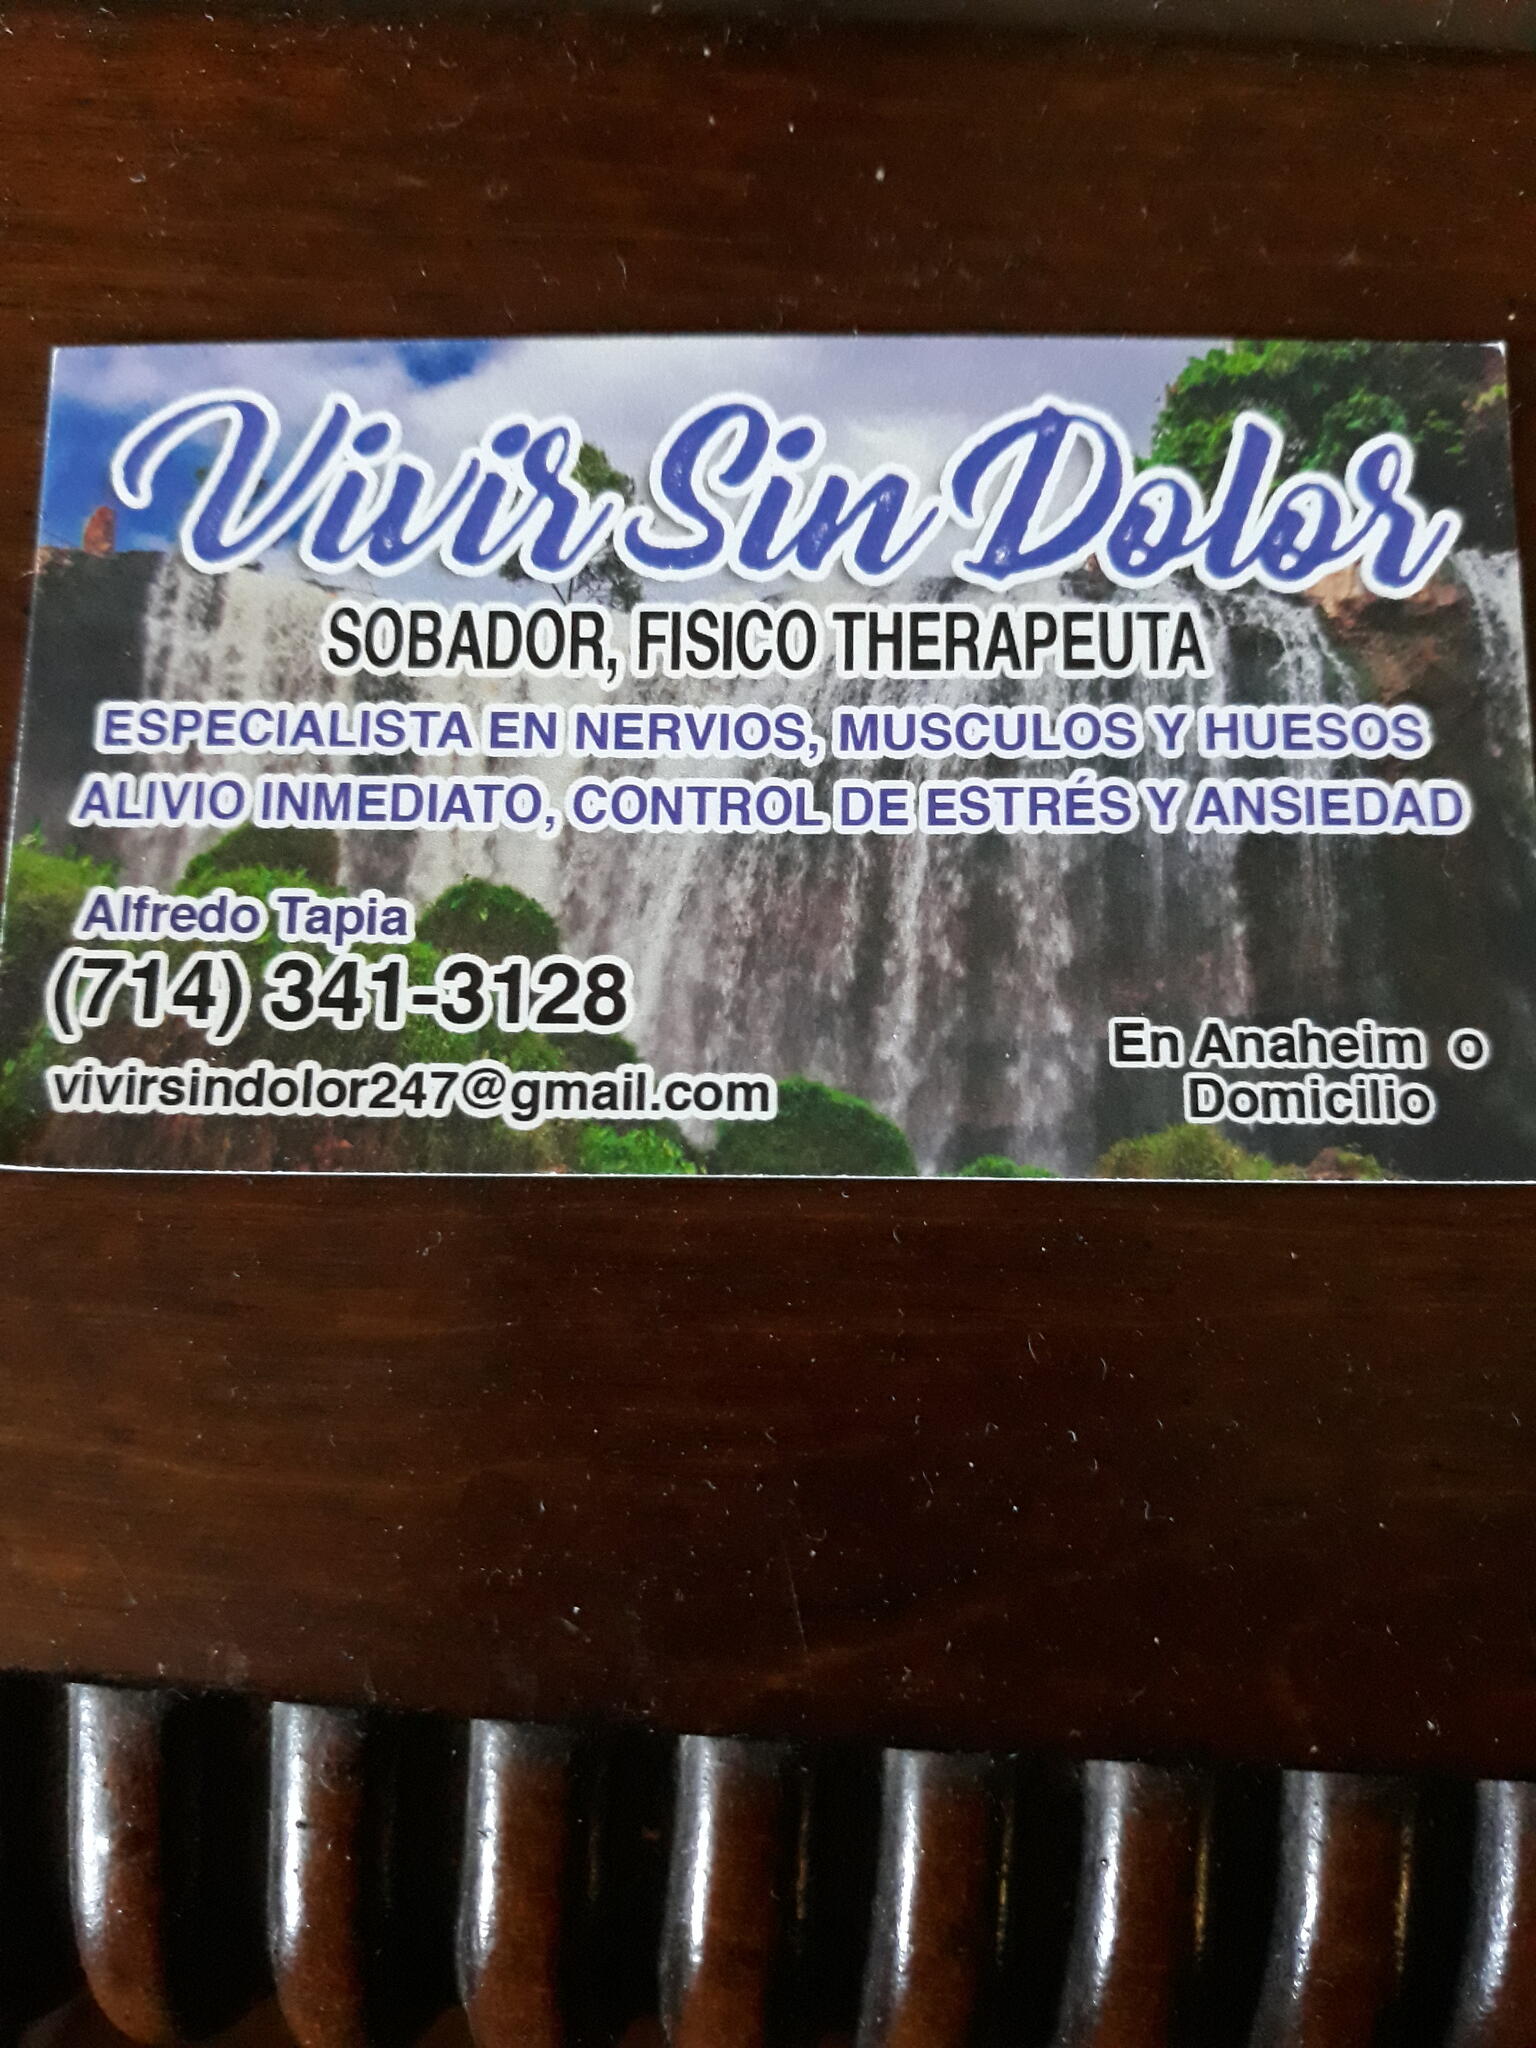 Vivir Sin Dolor
SOBADOR, FISICO THERAPEUTA
ESPECIALISTA EN NERVIOS, MUSCULOS Y HUESOS
ALIVIO INMEDIATO, CONTROL DE ESTRÉS Y ANSIEDAD
Alfredo Tapia
(714) 341-3128
vivirsindolor247@gmail.com
En Anaheim o
Domicilio